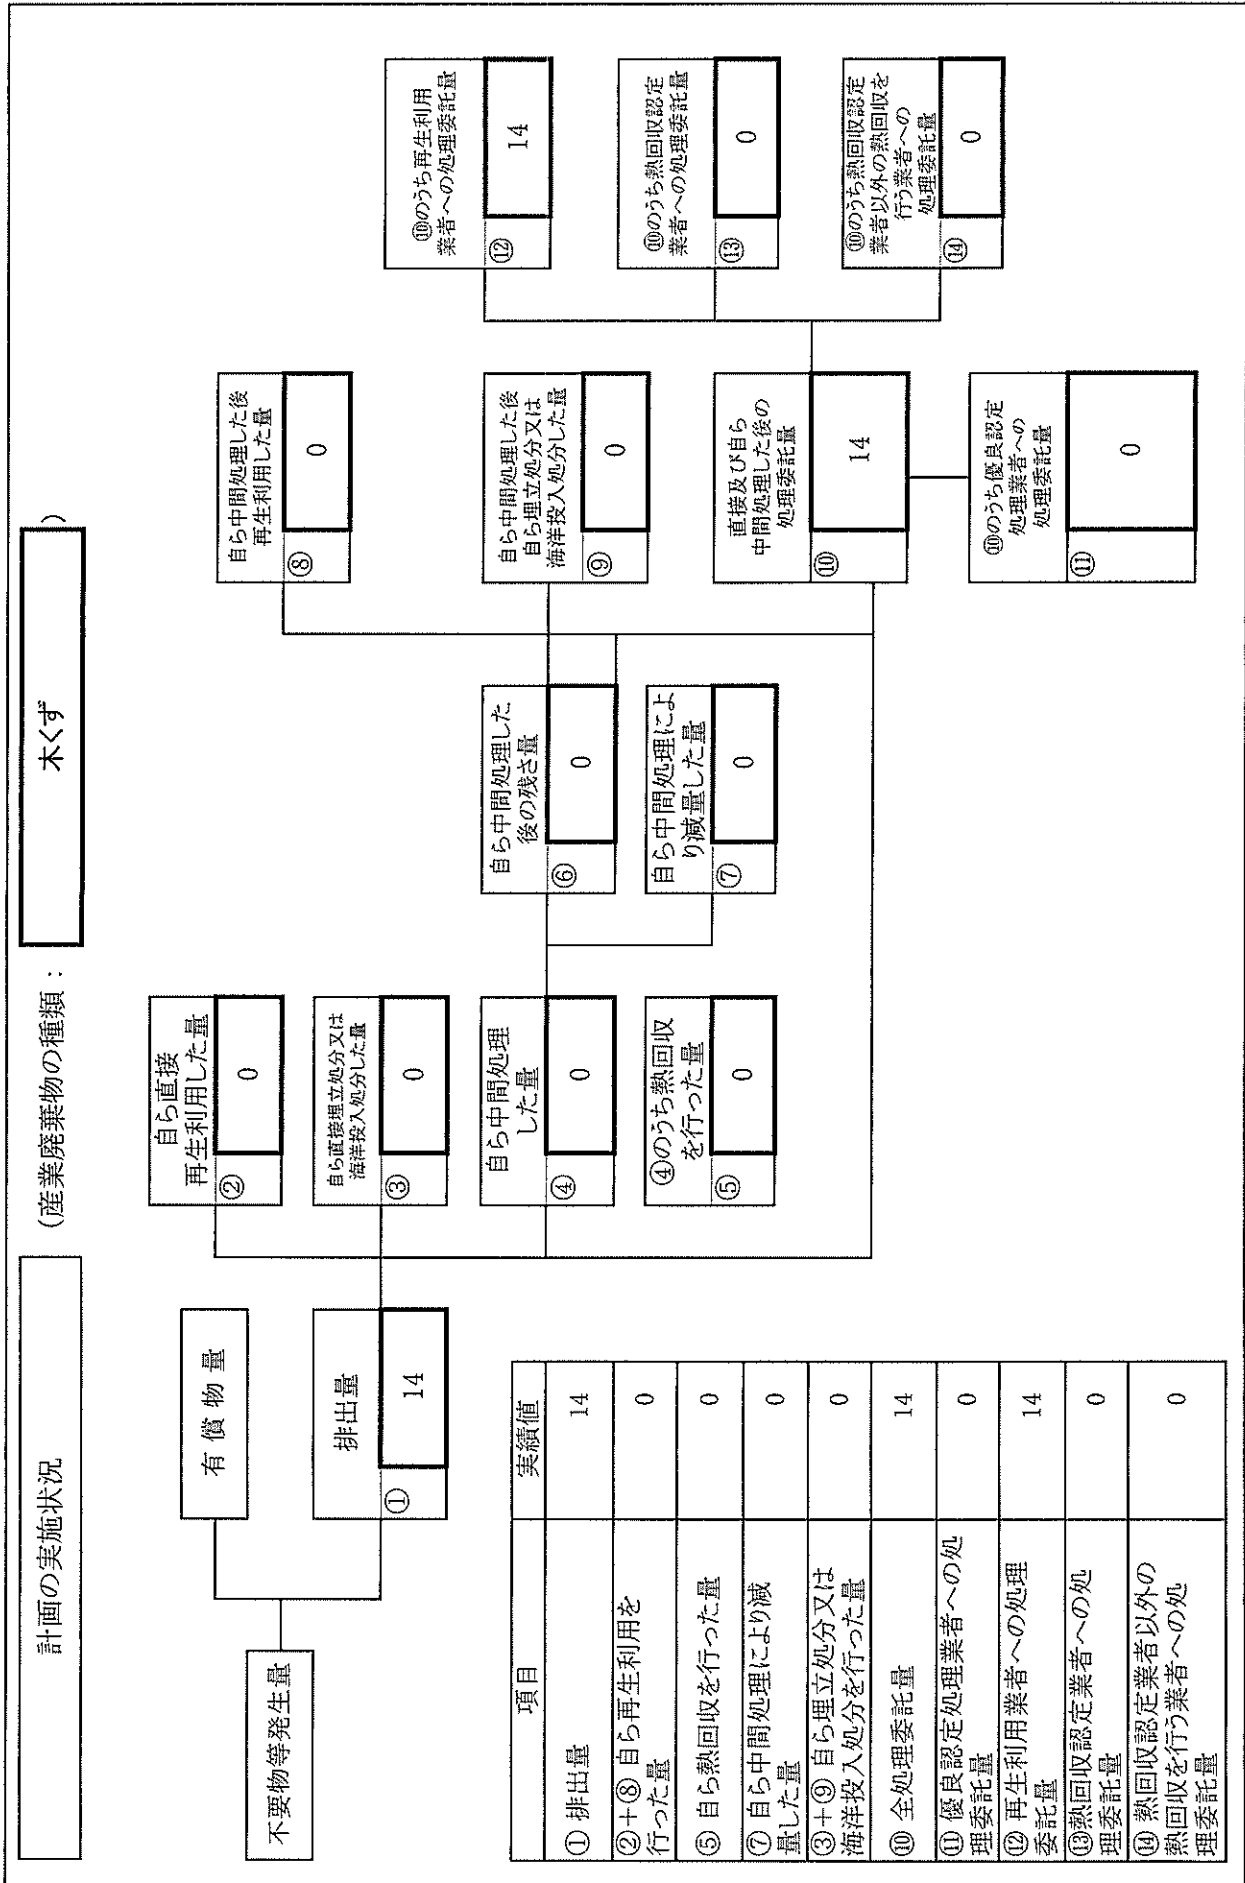 計画の実施状況
(産業廃棄物の種類：
木くず
)
不要物等発生量
有償物量
排出量
①
14
自ら直接
再生利用した量
②
0
自ら直接埋立処分又は
海洋投入処分した量
③
0
自ら中間処理
した量
④
0
④のうち熱回収
を行った量
⑤
0
自ら中間処理した
後の残さ量
⑥
0
自ら中間処理によ
り減量した量
⑦
0
自ら中間処理した後
再生利用した量
⑧
0
自ら中間処理した後
自ら埋立処分又は
海洋投入処分した量
⑨
0
直接及び自ら
中間処理した後の
処理委託量
⑩
14
⑩のうち優良認定
処理業者への
処理委託量
⑪
0
⑩のうち再生利用
業者への処理委託量
⑫
14
⑩のうち熱回収認定
業者への処理委託量
⑬
0
⑩のうち熱回収認定
業者以外の熱回収を
行う業者への
処理委託量
⑭
0
項目 実績値
① 排出量 14
②+⑧ 自ら再生利用を
行った量 0
⑤ 自ら熱回収を行った量 0
⑦ 自ら中間処理により減
量した量 0
③+⑨ 自ら埋立処分又は
海洋投入処分を行った量 0
⑩ 全処理委託量 14
⑪ 優良認定処理業者への処
理委託量 0
⑫ 再生利用業者への処理
委託量 14
⑬熱回収認定業者への処
理委託量 0
⑭ 熱回収認定業者以外の
熱回収を行う業者への処
理委託量 0